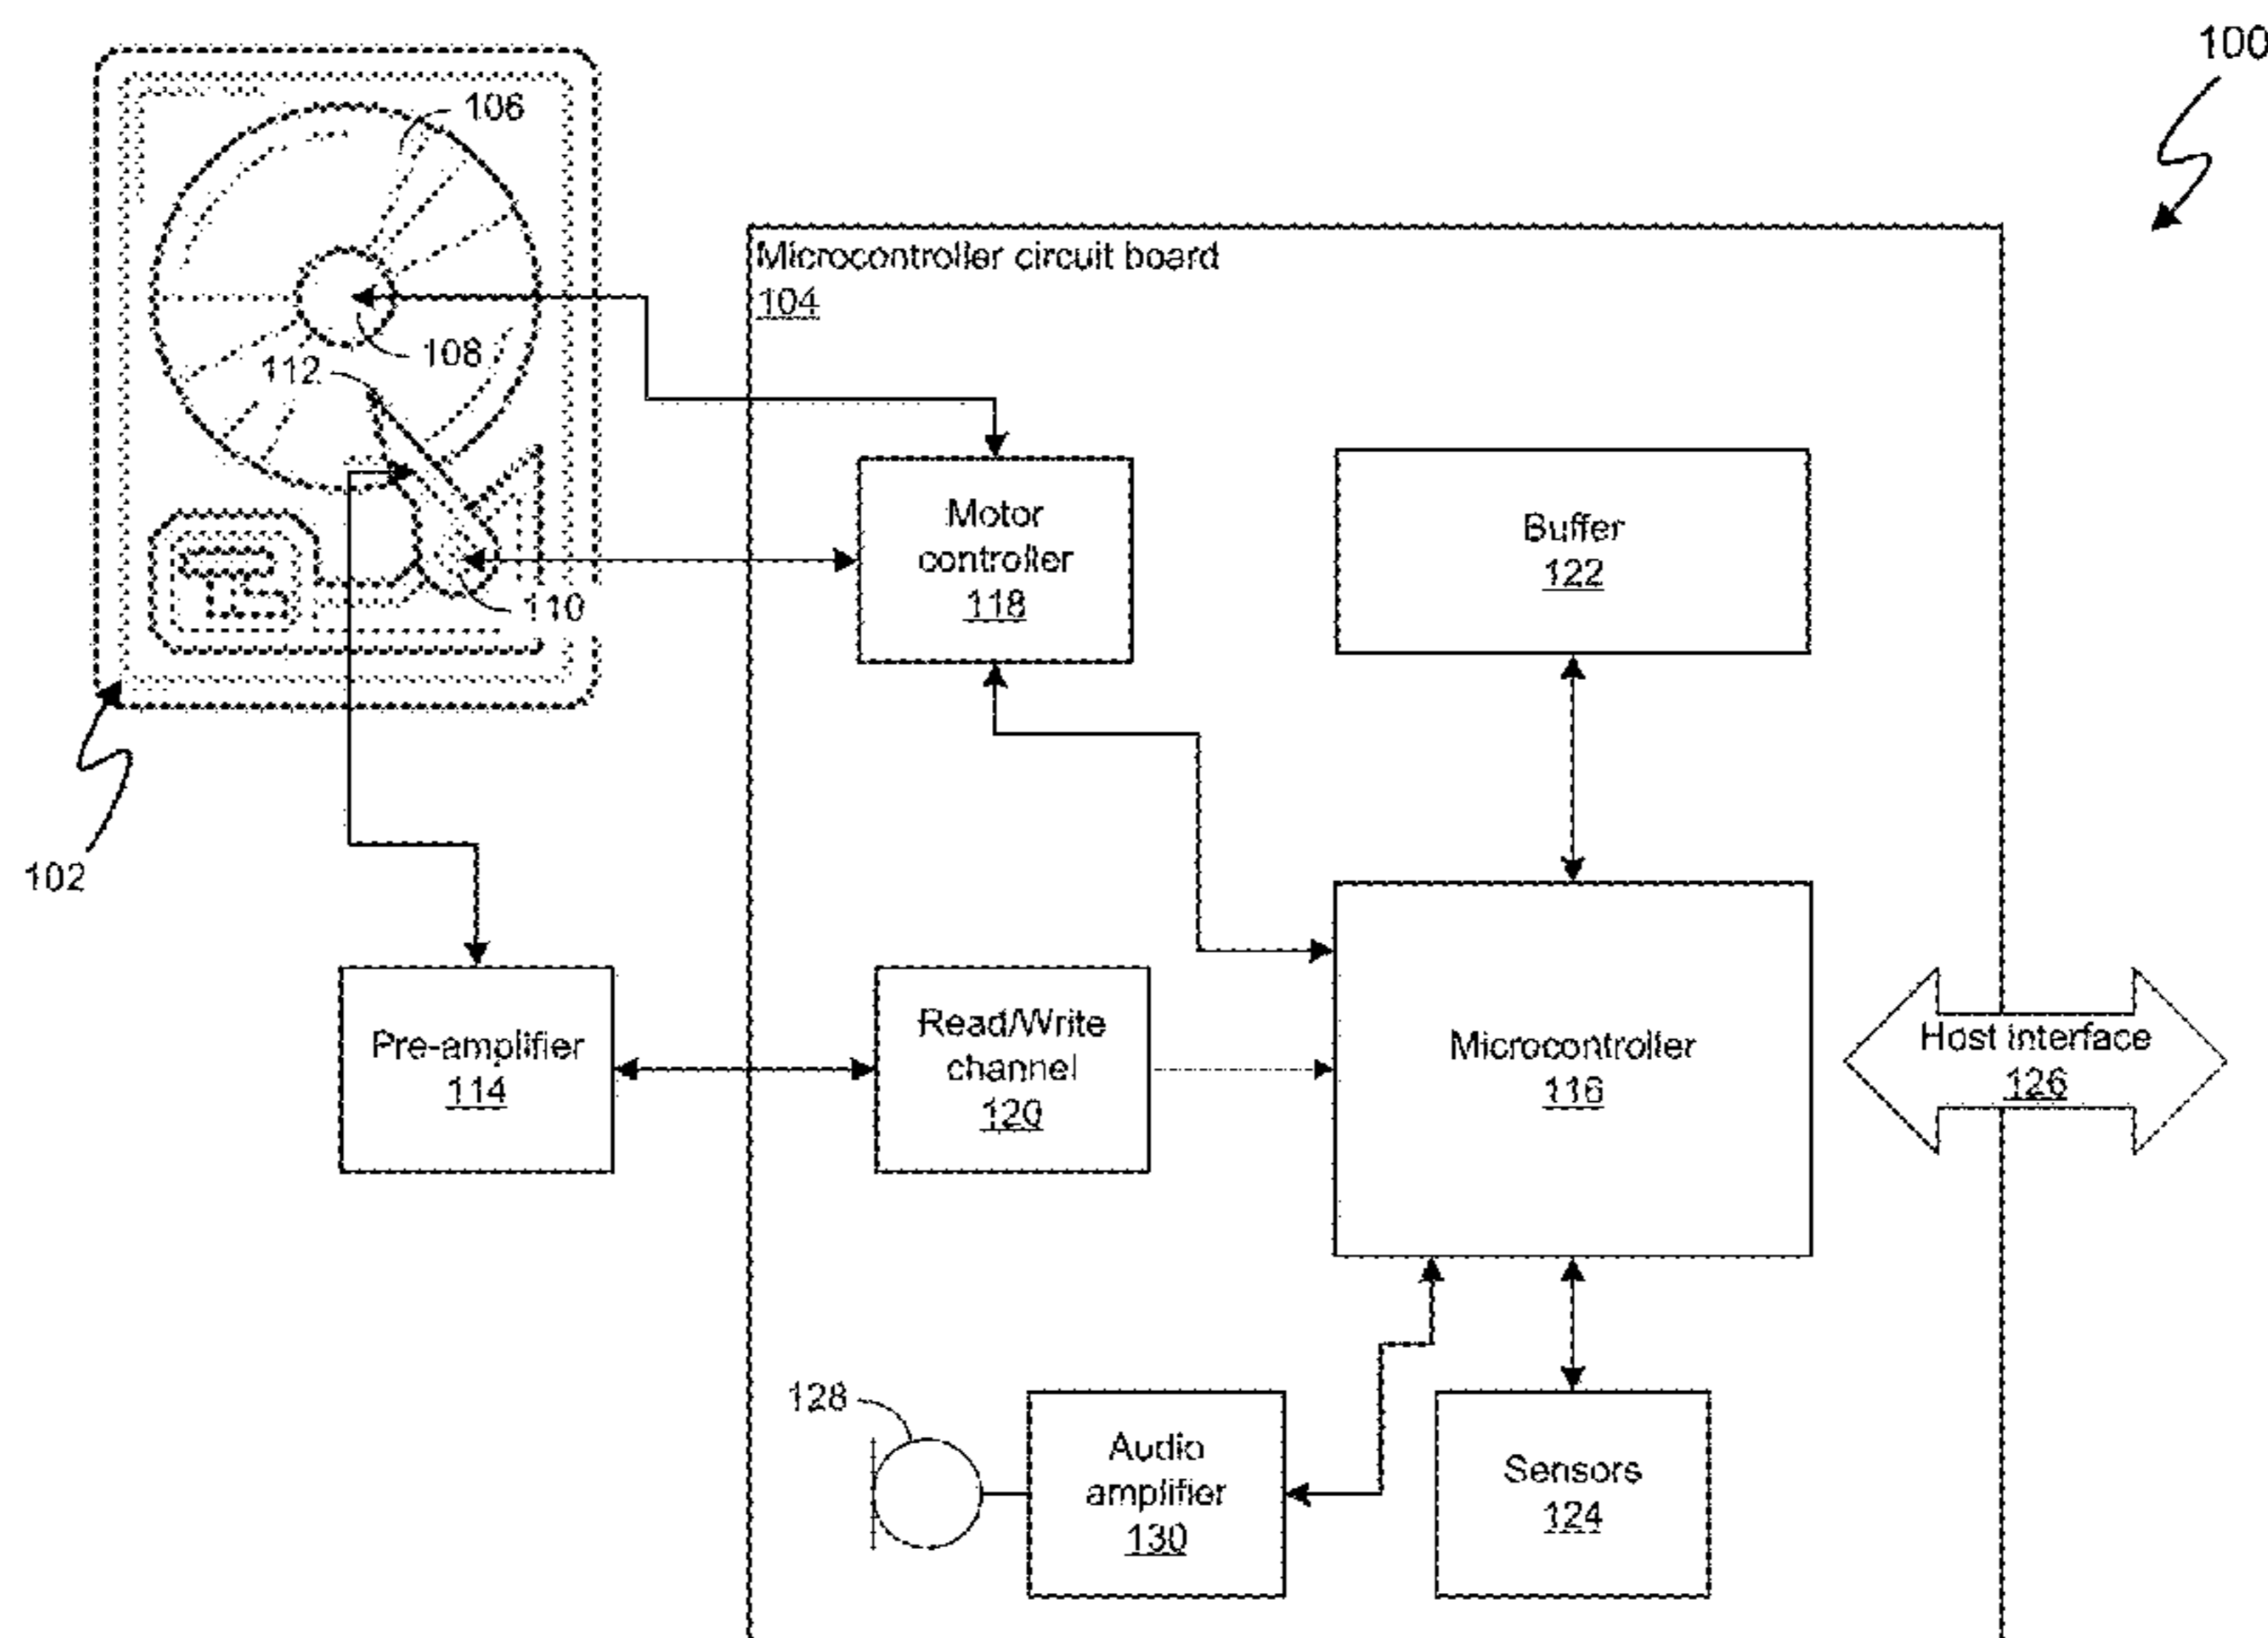 100
106
Microcontroller circuit board
104
108
112
Motor
controller
118
Buffer
122
110
102
Pre-amplifier
114
Read/Write
channel
120
Microcontroller
116
Host interface
126
128
Audio
amplifier
130
Sensors
124